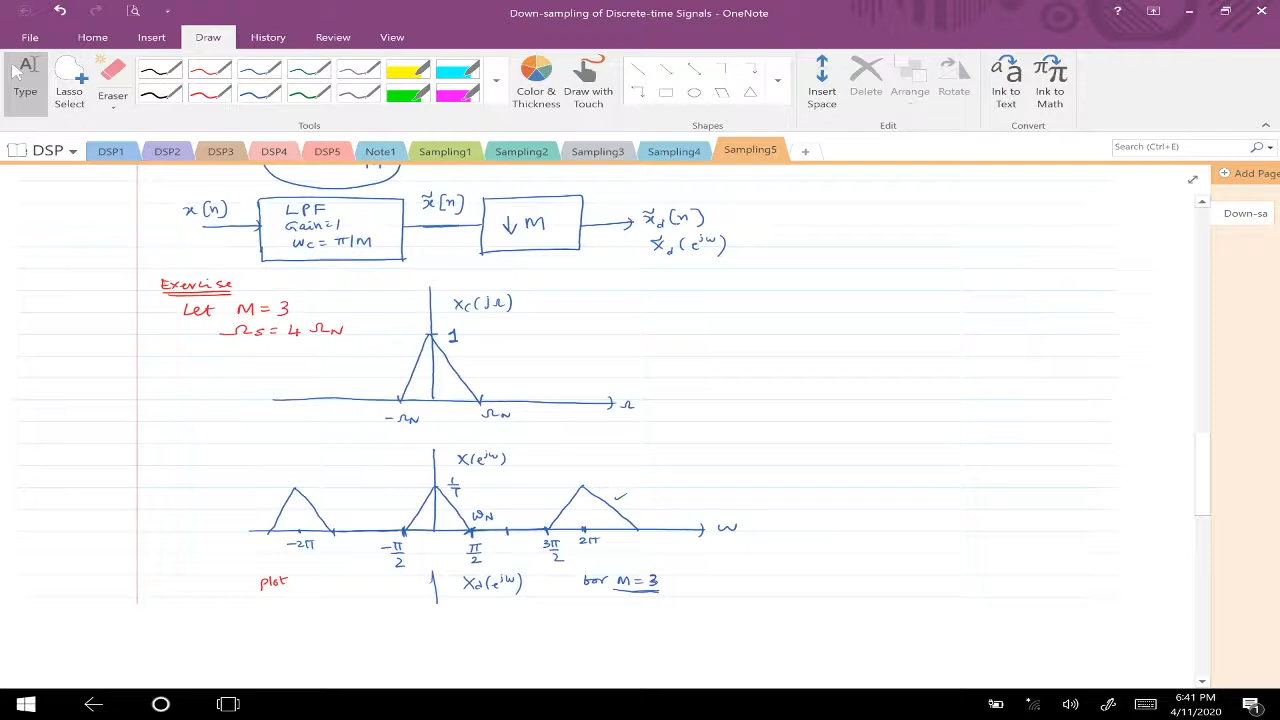 Down-sampling of Discrete-time Signals - OneNote
File Home Insert Draw History Review View
Type
Lasso Select
Eraser
Color & Thickness
Draw with Touch
Insert Space
Delete
Arrange
Rotate
Ink to Text
Ink to Math
Tools
Shapes
Edit
Convert
DSP
DSP1 DSP2 DSP3 DSP4 DSP5 Note1 Sampling1 Sampling2 Sampling3 Sampling4 Sampling5
Search (Ctrl+E)
Add Page
Down-sa
x[n]
LPF
Gain=1
ωc = π/M
x̃[n]
↓ M
x̃d[n]
X̃d(e^jω)
Exercise
Let M = 3
Ωs = 4 ΩN
Xc(jΩ)
1
-ΩN
ΩN
Ω
X(e^jω)
1/T
ωN
-2π
-π/2
π/2
3π/2
2π
ω
plot
Xd(e^jω)
for M = 3
6:41 PM
4/11/2020